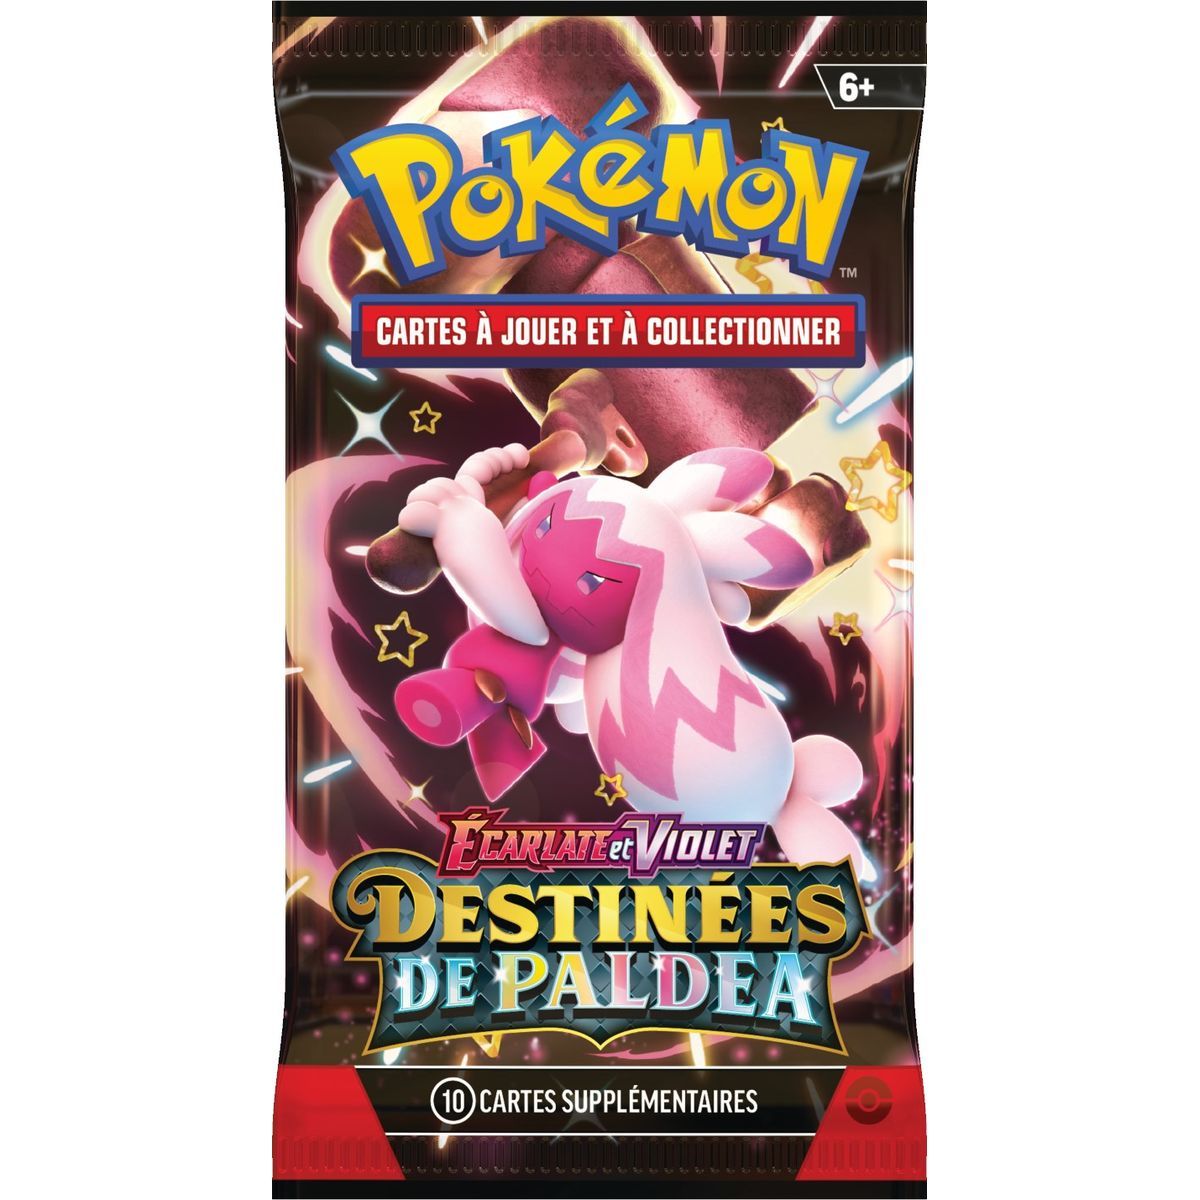 6+
POKÉMON
™
CARTES À JOUER ET À COLLECTIONNER
ÉCARLATE et VIOLET
DESTINÉES
DE PALDEA
10 CARTES SUPPLÉMENTAIRES